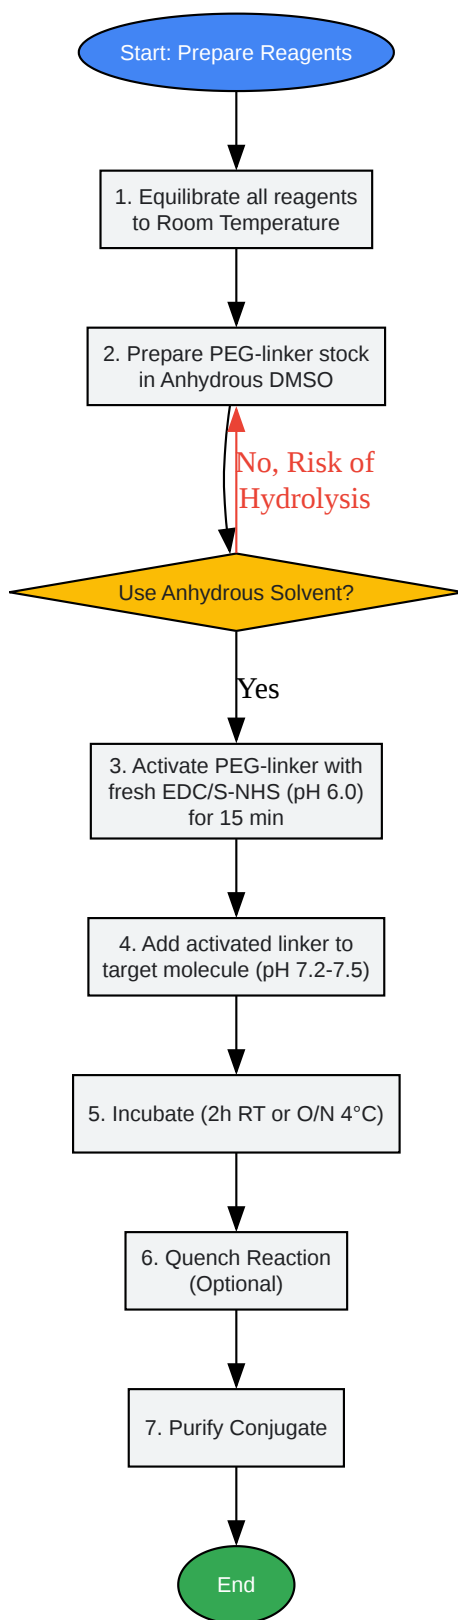 Start: Prepare Reagents
1. Equilibrate all reagents
to Room Temperature
2. Prepare PEG-linker stock
in Anhydrous DMSO
No, Risk of
Hydrolysis
Use Anhydrous Solvent?
Yes
3. Activate PEG-linker with
fresh EDC/S-NHS (pH 6.0)
for 15 min
4. Add activated linker to
target molecule (pH 7.2-7.5)
5. Incubate (2h RT or O/N 4°C)
6. Quench Reaction
(Optional)
7. Purify Conjugate
End